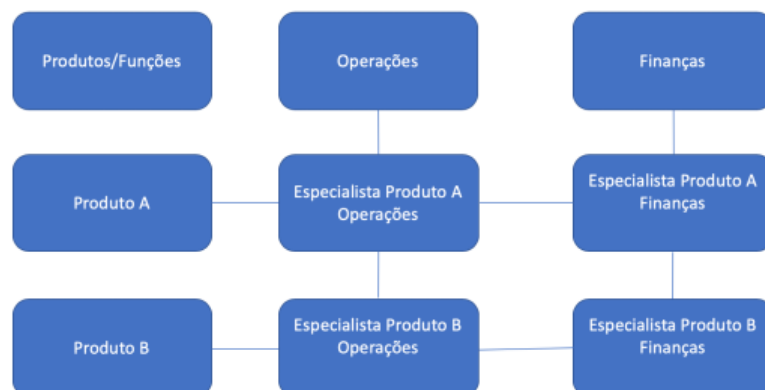 Produtos/Funções
Operações
Finanças
Produto A
Especialista Produto A
Operações
Especialista Produto A
Finanças
Produto B
Especialista Produto B
Operações
Especialista Produto B
Finanças